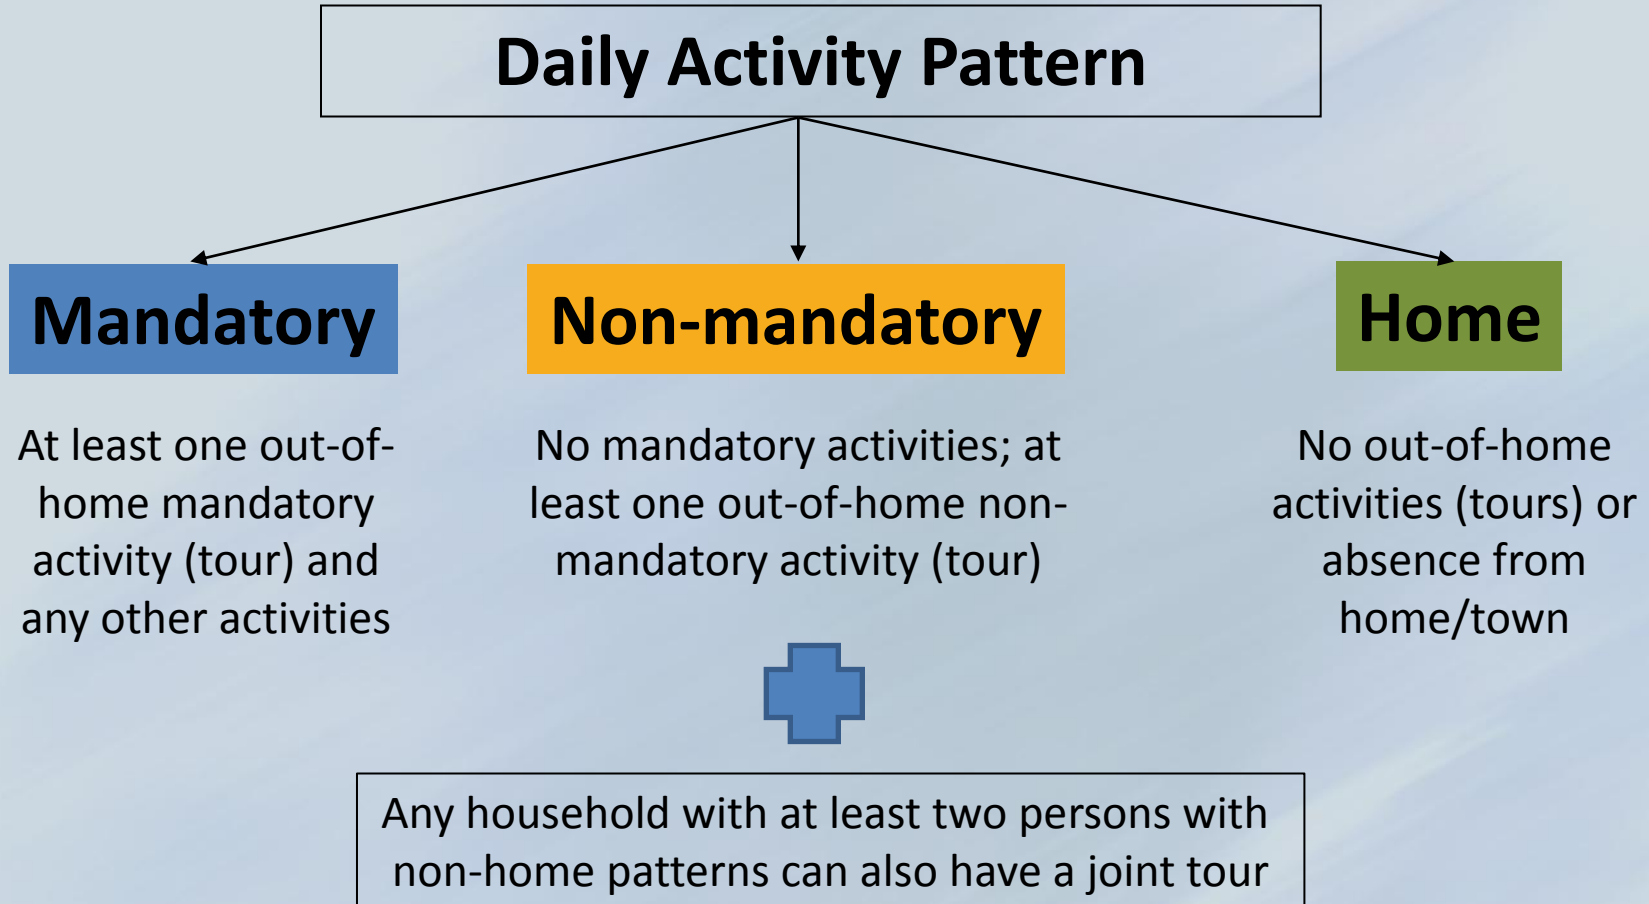 Daily Activity Pattern
Mandatory
Non-mandatory
Home
At least one out-of-
home mandatory
activity (tour) and
any other activities
No mandatory activities; at
least one out-of-home non-
mandatory activity (tour)
No out-of-home
activities (tours) or
absence from
home/town
Any household with at least two persons with
non-home patterns can also have a joint tour